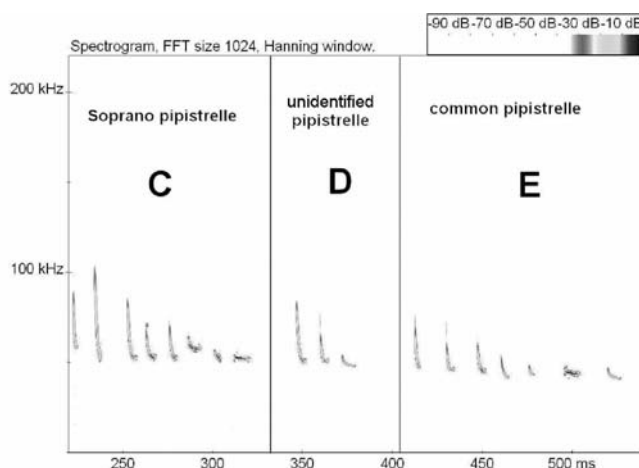 -90 dB-70 dB-50 dB-30 dB-10 dB
Spectrogram, FFT size 1024, Hanning window.
200 kHz
Soprano pipistrelle
unidentified
pipistrelle
common pipistrelle
C
D
E
100 kHz
250
300
350
400
450
500 ms